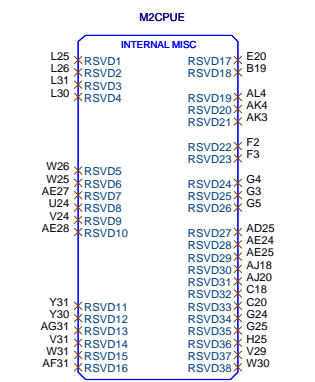 M2CPUE
INTERNAL MISC
L25 RSVD1 RSVD17 E20
L26 RSVD2 RSVD18 B19
L31 RSVD3
L30 RSVD4 RSVD19 AL4
RSVD20 AK4
RSVD21 AK3
RSVD22 F2
RSVD23 F3
W26 RSVD5
W25 RSVD6 RSVD24 G4
AE27 RSVD7 RSVD25 G3
U24 RSVD8 RSVD26 G5
V24 RSVD9
AE28 RSVD10 RSVD27 AD25
RSVD28 AE24
RSVD29 AE25
RSVD30 AJ18
RSVD31 AJ20
RSVD32 C18
Y31 RSVD11 RSVD33 C20
Y30 RSVD12 RSVD34 G24
AG31 RSVD13 RSVD35 G25
V31 RSVD14 RSVD36 H25
W31 RSVD15 RSVD37 V29
AF31 RSVD16 RSVD38 W30